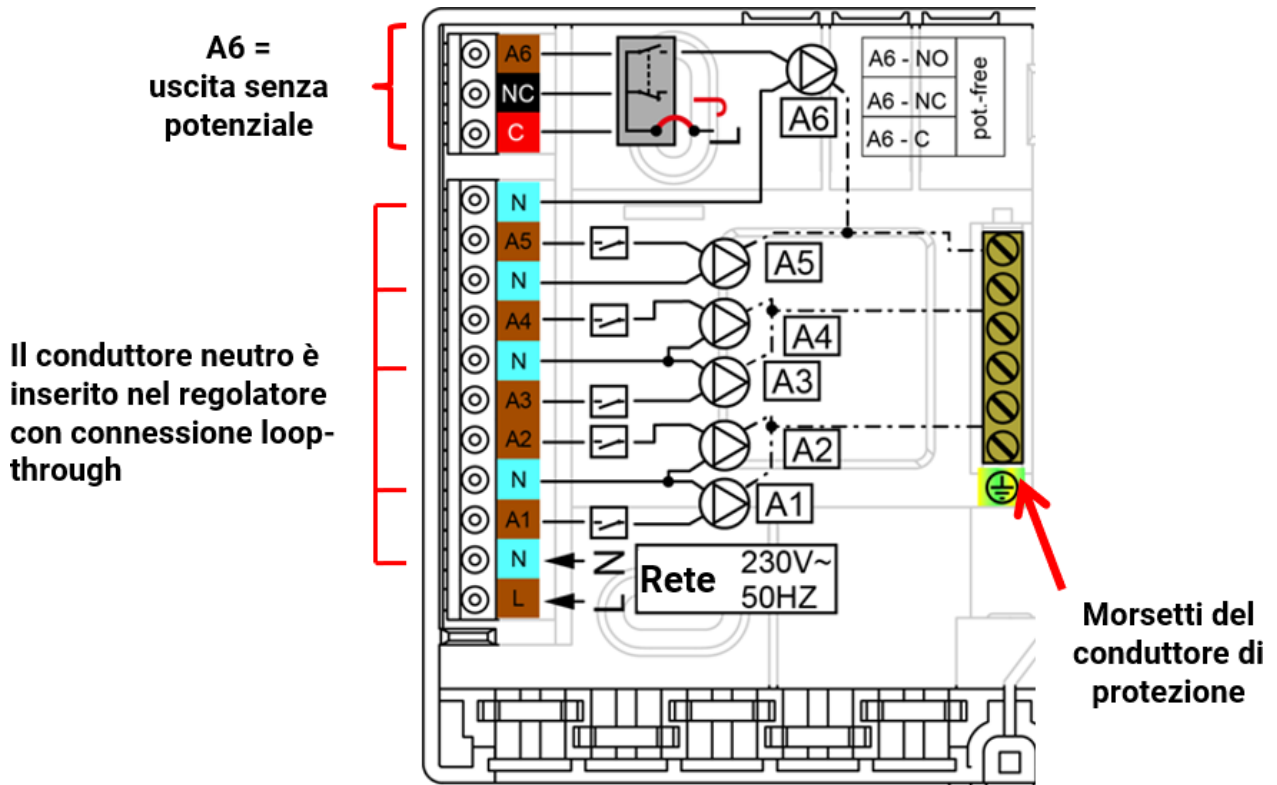 A6 =
uscita senza
potenziale
A6
NC
C
L
A6
A6 - NO
A6 - NC
A6 - C
pot.-free
N
A5
N
A4
N
A3
A2
N
A1
N
L
A5
A4
A3
A2
A1
N
L
Rete 230V~
50HZ
Il conduttore neutro è
inserito nel regolatore
con connessione loop-
through
Morsetti del
conduttore di
protezione